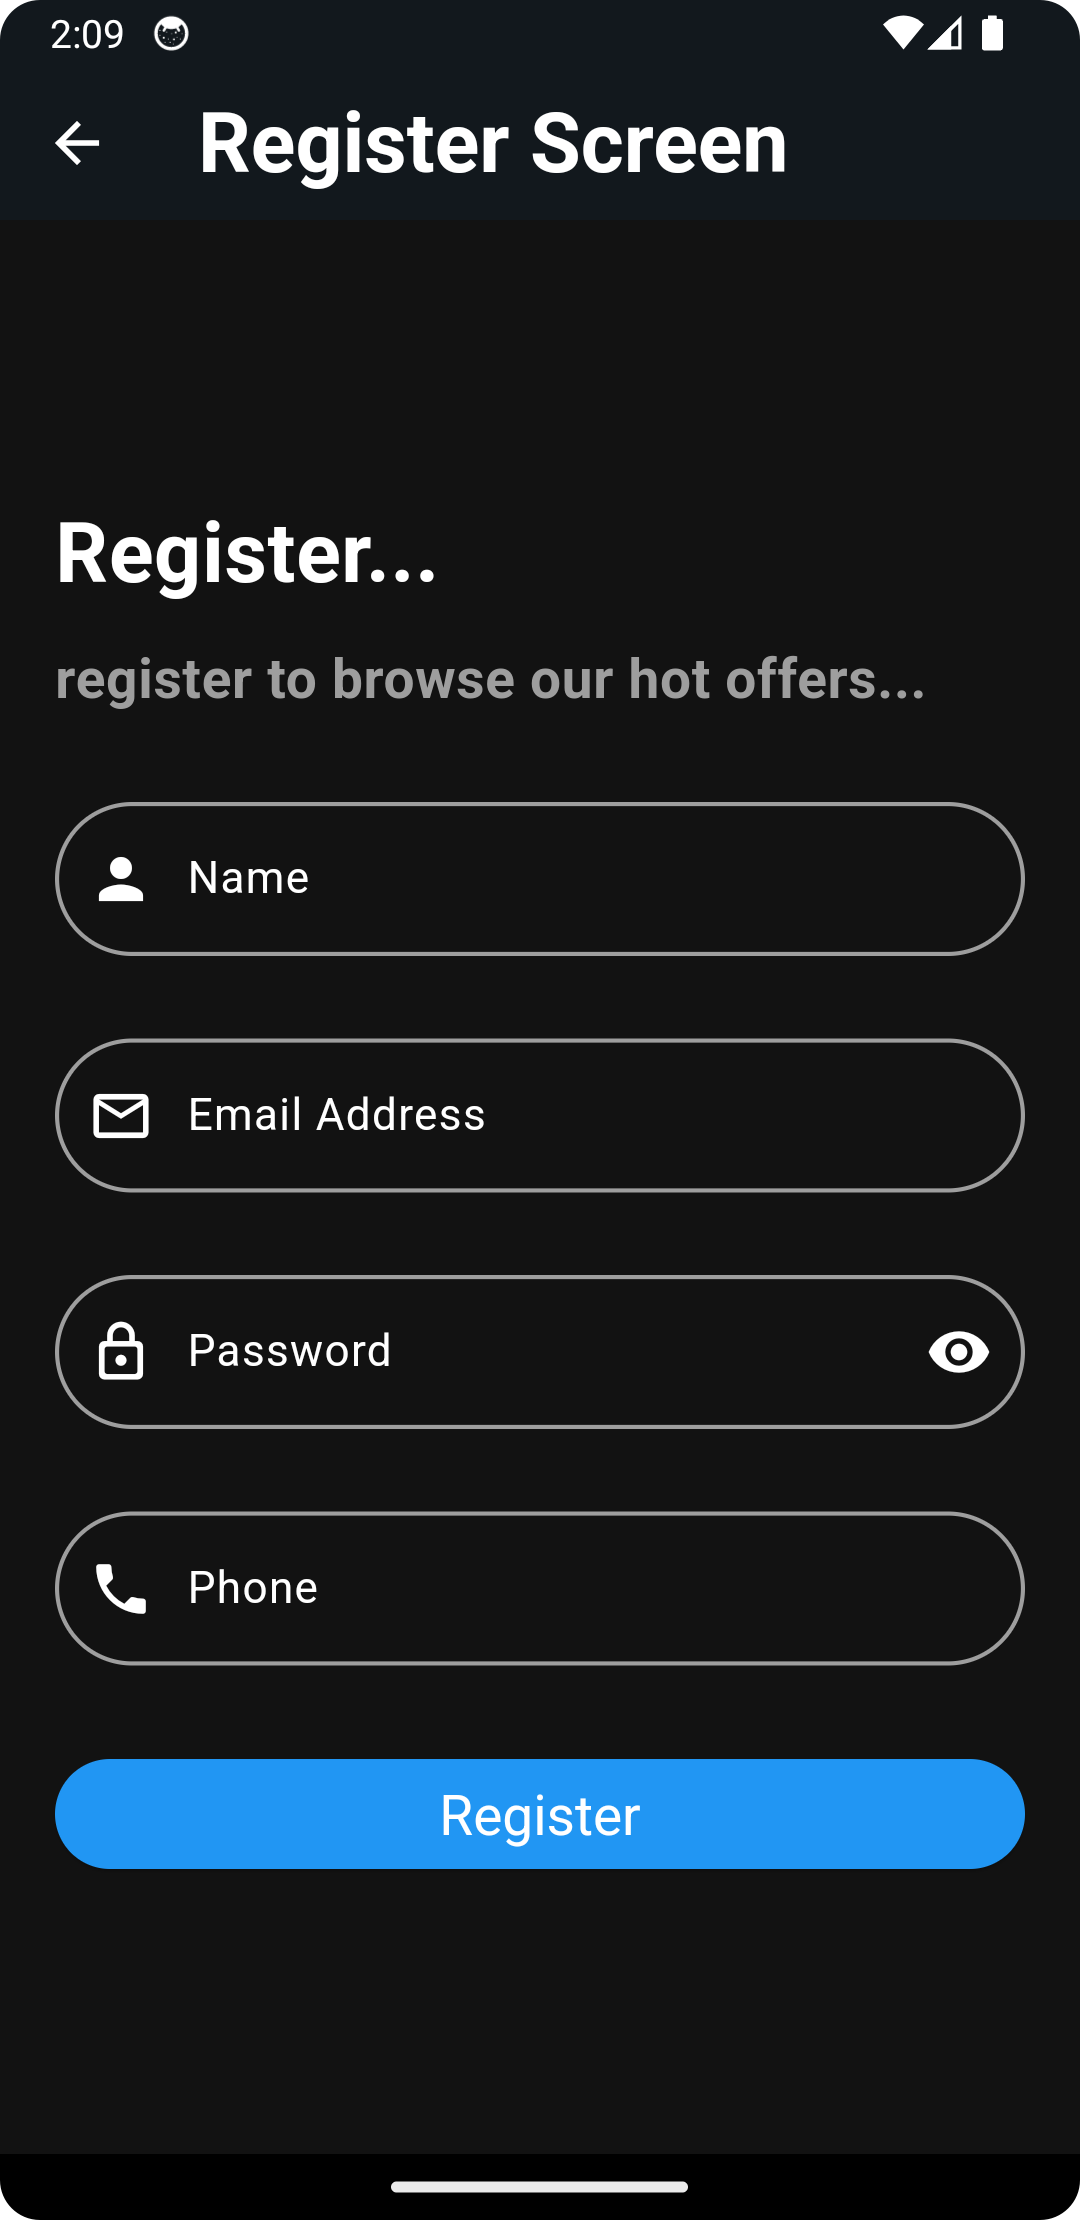 2:09
Register Screen
Register...
register to browse our hot offers...
Name
Email Address
Password
Phone
Register